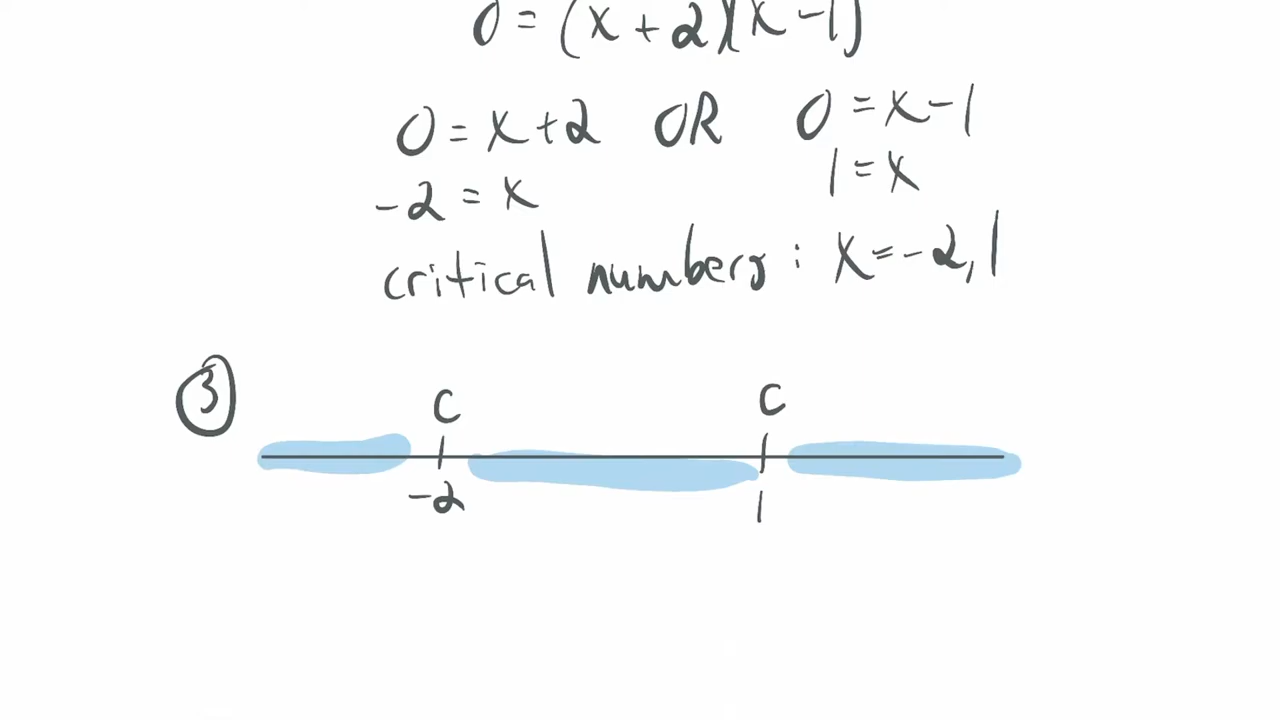 0 = (x + 2)(x - 1)
0 = x + 2 OR 0 = x - 1
-2 = x 1 = x
critical numbers : x = -2, 1
③
C C
-2 1